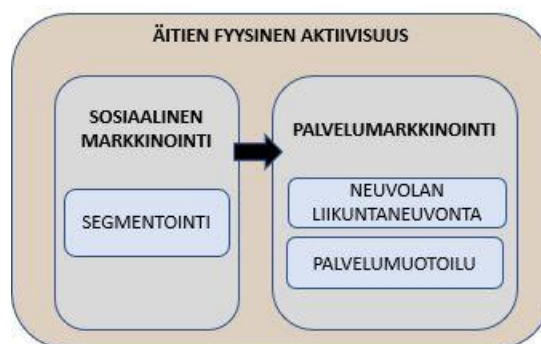 ÄITIEN FYYSINEN AKTIIVISUUS
SOSIAALINEN
MARKKINOINTI
SEGMENTOINTI
PALVELUMARKKINOINTI
NEUVOLAN
LIIKUNTANEUVONTA
PALVELUMUOTOILU